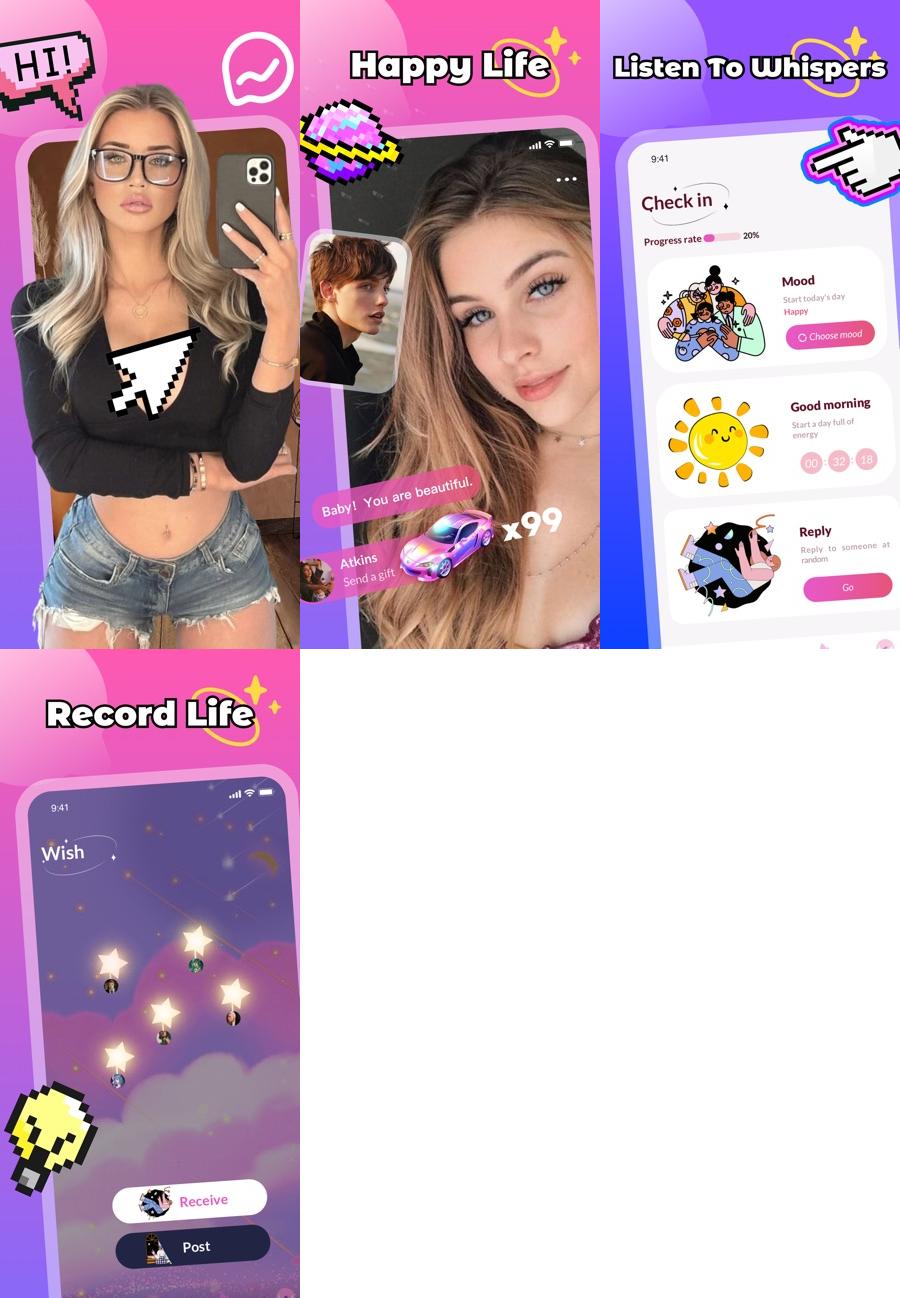 HI!
Happy Life
Baby! You are beautiful.
Atkins
Send a gift
x99
Listen To Whispers
9:41
Check in
Progress rate
20%
Mood
Start today's day
Happy
Choose mood
Good morning
Start a day full of
energy
00 : 32 : 18
Reply
Reply to someone at
random
Go
Record Life
9:41
Wish
Receive
Post